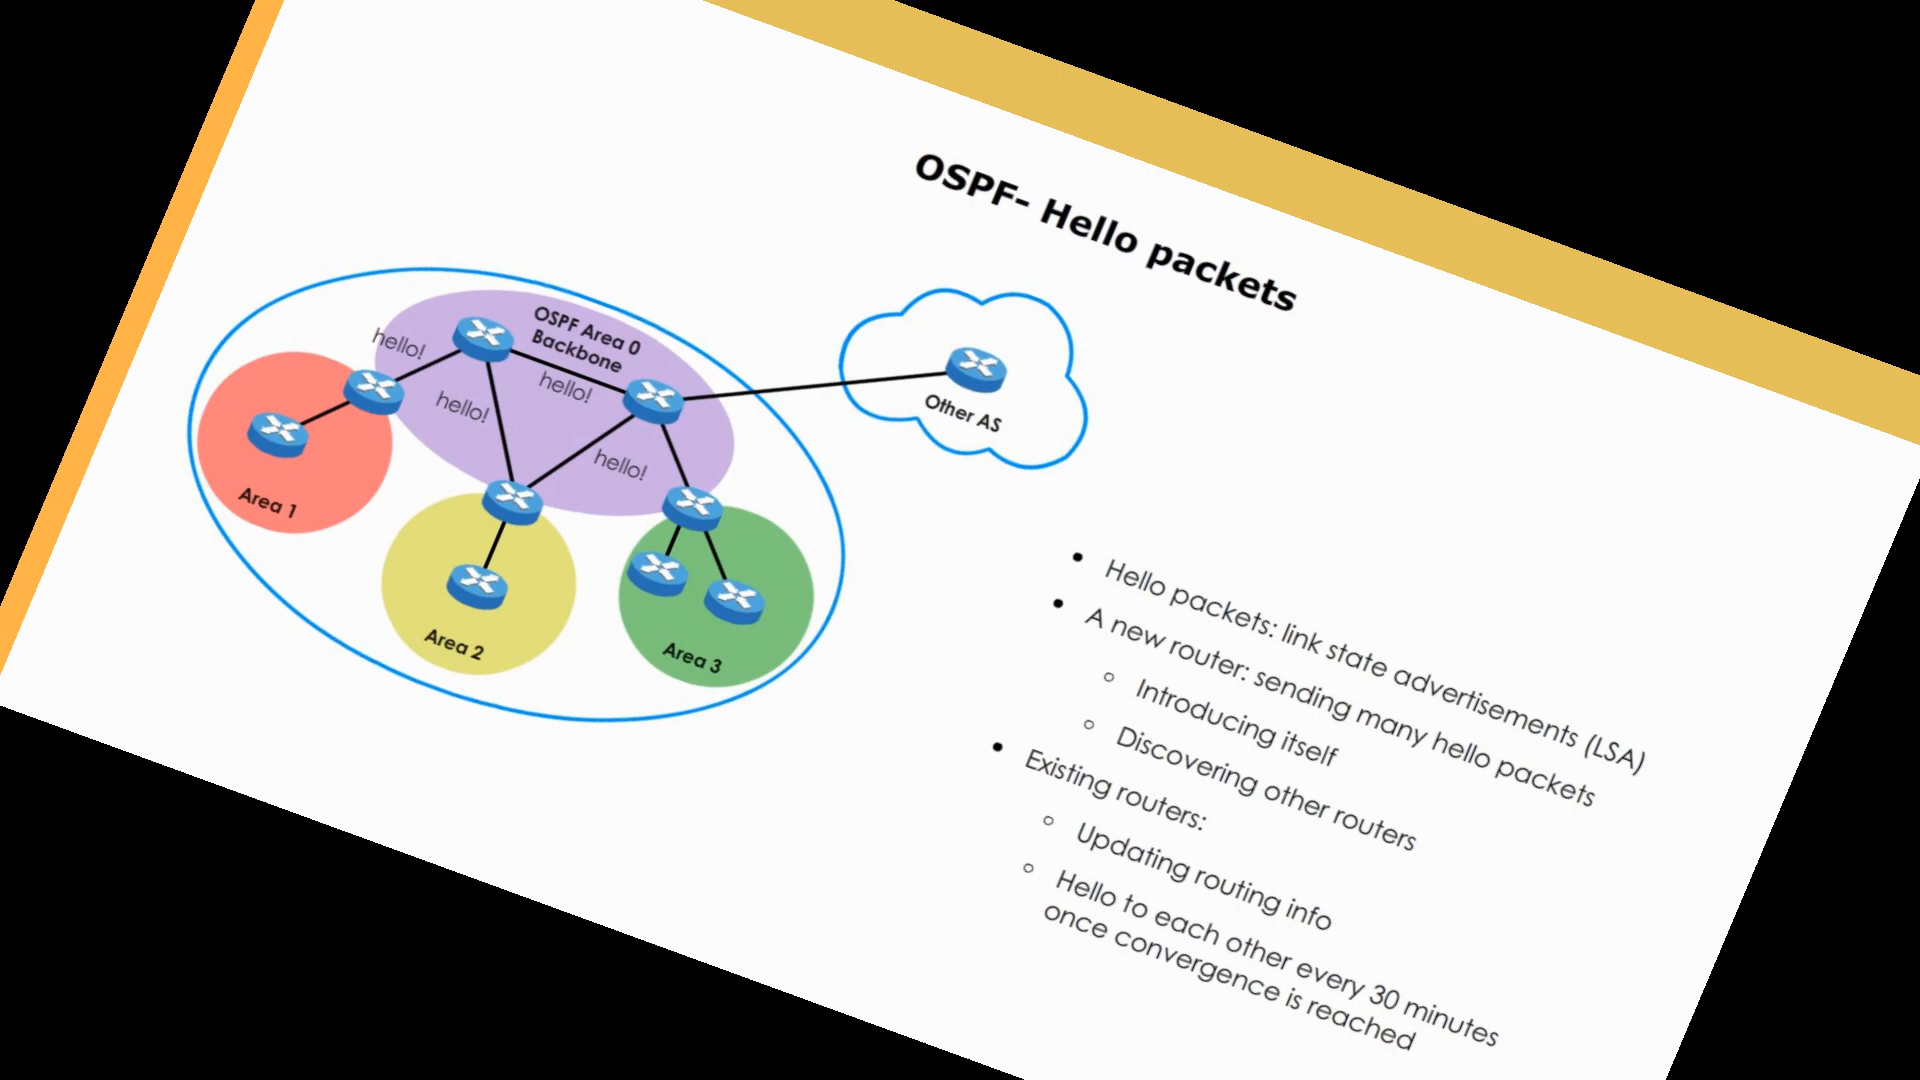 OSPF- Hello packets
OSPF Area 0
Backbone
hello!
hello!
hello!
hello!
Other AS
Area 1
Area 2
Area 3
• Hello packets: link state advertisements (LSA)
• A new router: sending many hello packets
○ Introducing itself
○ Discovering other routers
• Existing routers:
○ Updating routing info
○ Hello to each other every 30 minutes
once convergence is reached